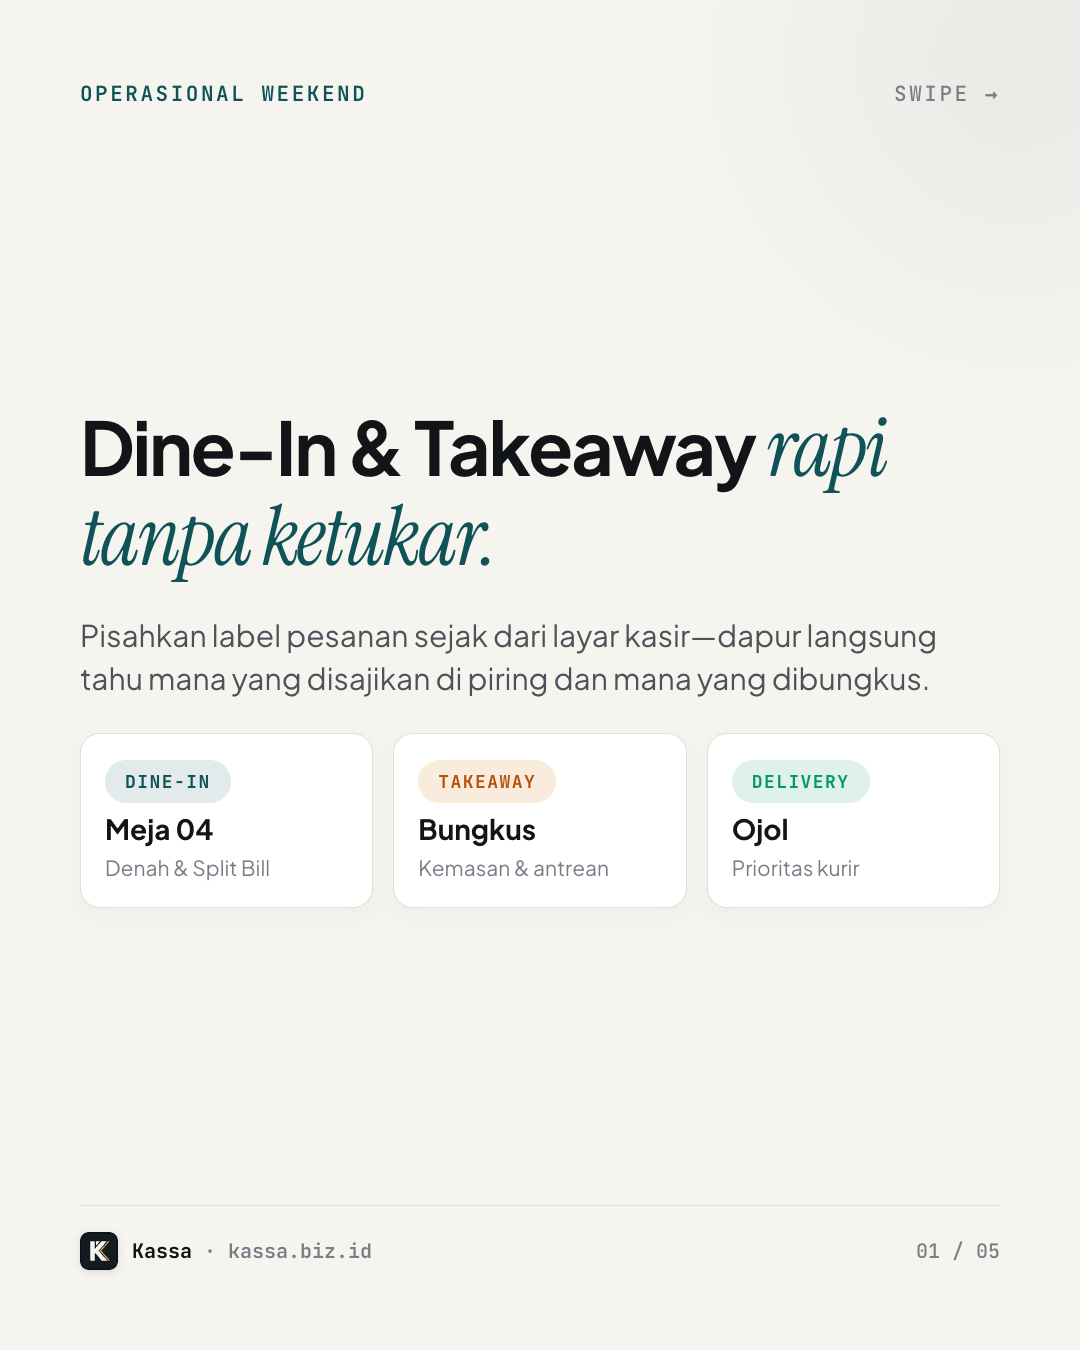 OPERASIONAL WEEKEND
SWIPE →
Dine-In & Takeaway rapi
tanpa ketukar.
Pisahkan label pesanan sejak dari layar kasir—dapur langsung
tahu mana yang disajikan di piring dan mana yang dibungkus.
DINE-IN
Meja 04
Denah & Split Bill
TAKEAWAY
Bungkus
Kemasan & antrean
DELIVERY
Ojol
Prioritas kurir
K Kassa · kassa.biz.id
01 / 05